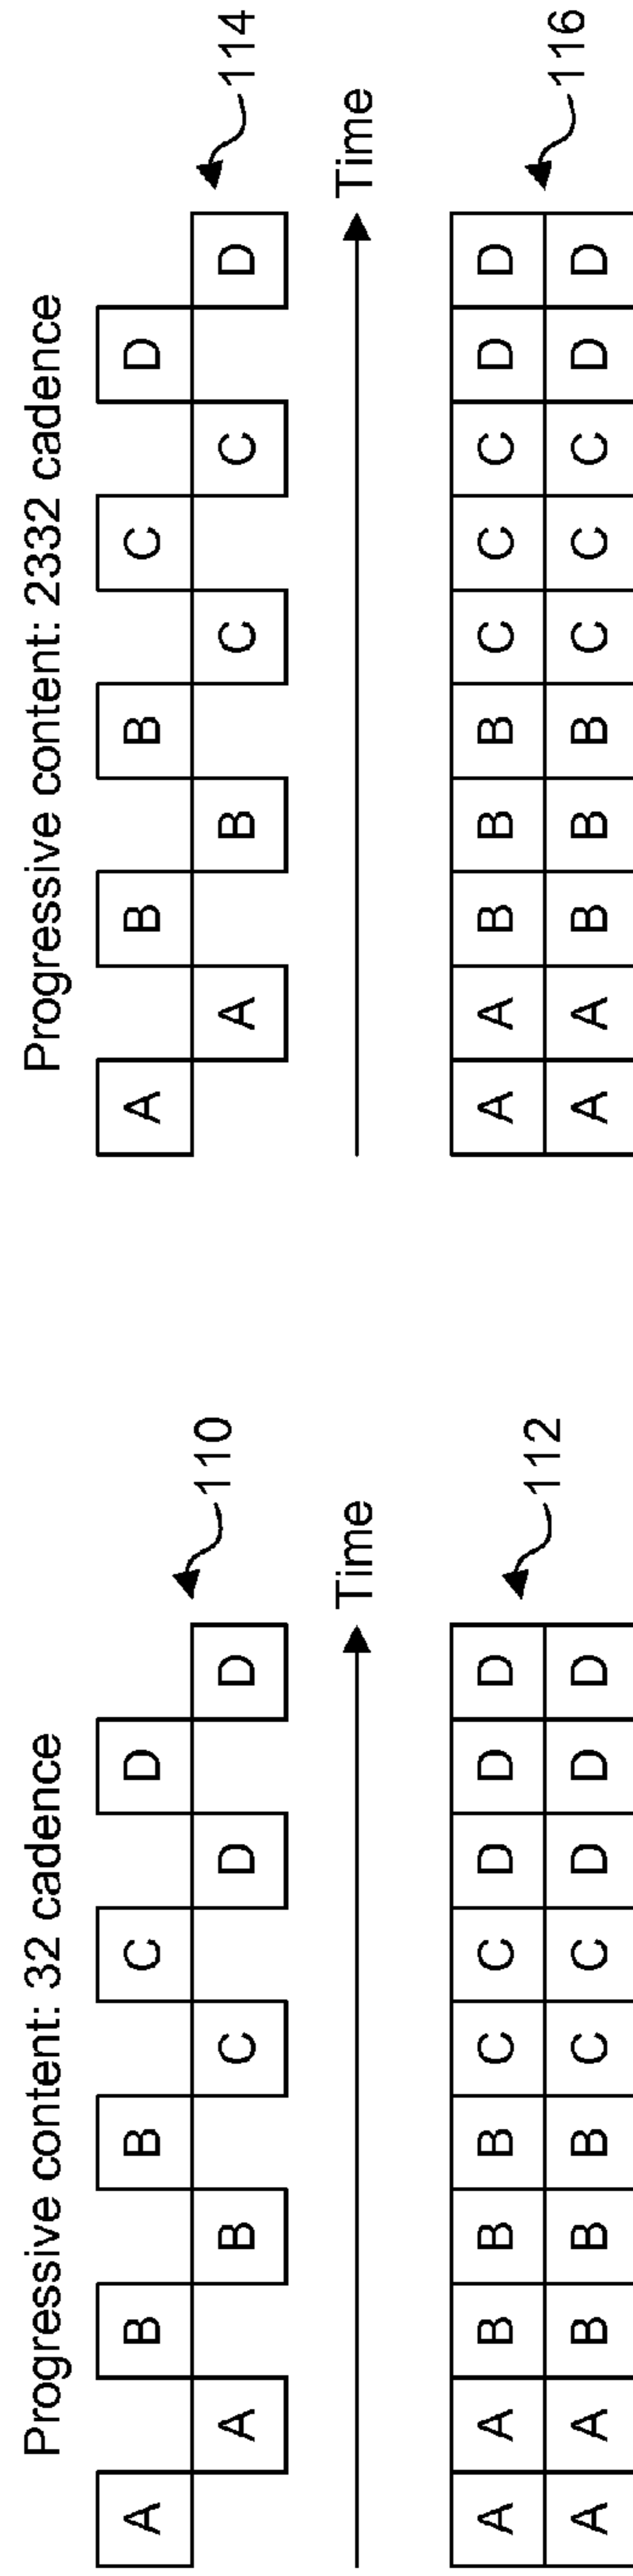 Progressive content: 32 cadence
A B B C D
A B C D D
110
Time
A A B B B C C D D D
A A B B B C C D D D
112
Progressive content: 2332 cadence
A B B C D
A B C C D
114
Time
A A B B B C C C D D
A A B B B C C C D D
116